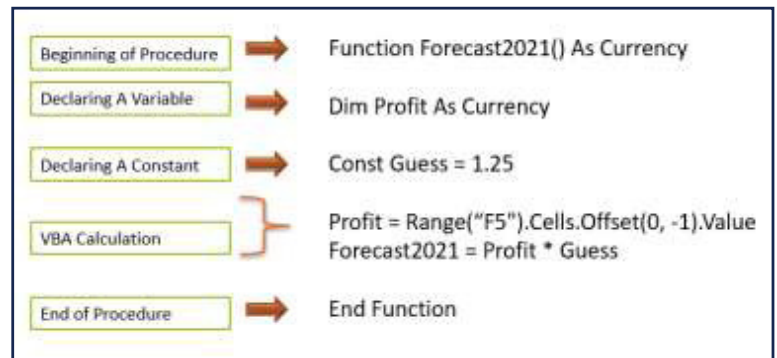 Beginning of Procedure
Function Forecast2021() As Currency
Declaring A Variable
Dim Profit As Currency
Declaring A Constant
Const Guess = 1.25
VBA Calculation
Profit = Range(“F5").Cells.Offset(0, -1).Value
Forecast2021 = Profit * Guess
End of Procedure
End Function